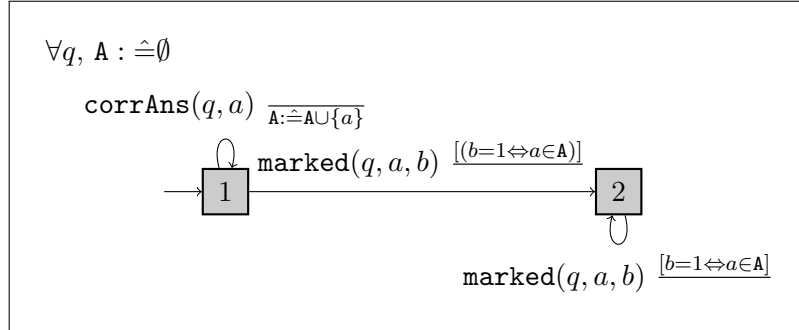 ∀q, A : ≙∅
corrAns(q, a) A:≙A∪{a}
marked(q, a, b) [(b=1⇔a∈A)]
1
2
marked(q, a, b) [b=1⇔a∈A]